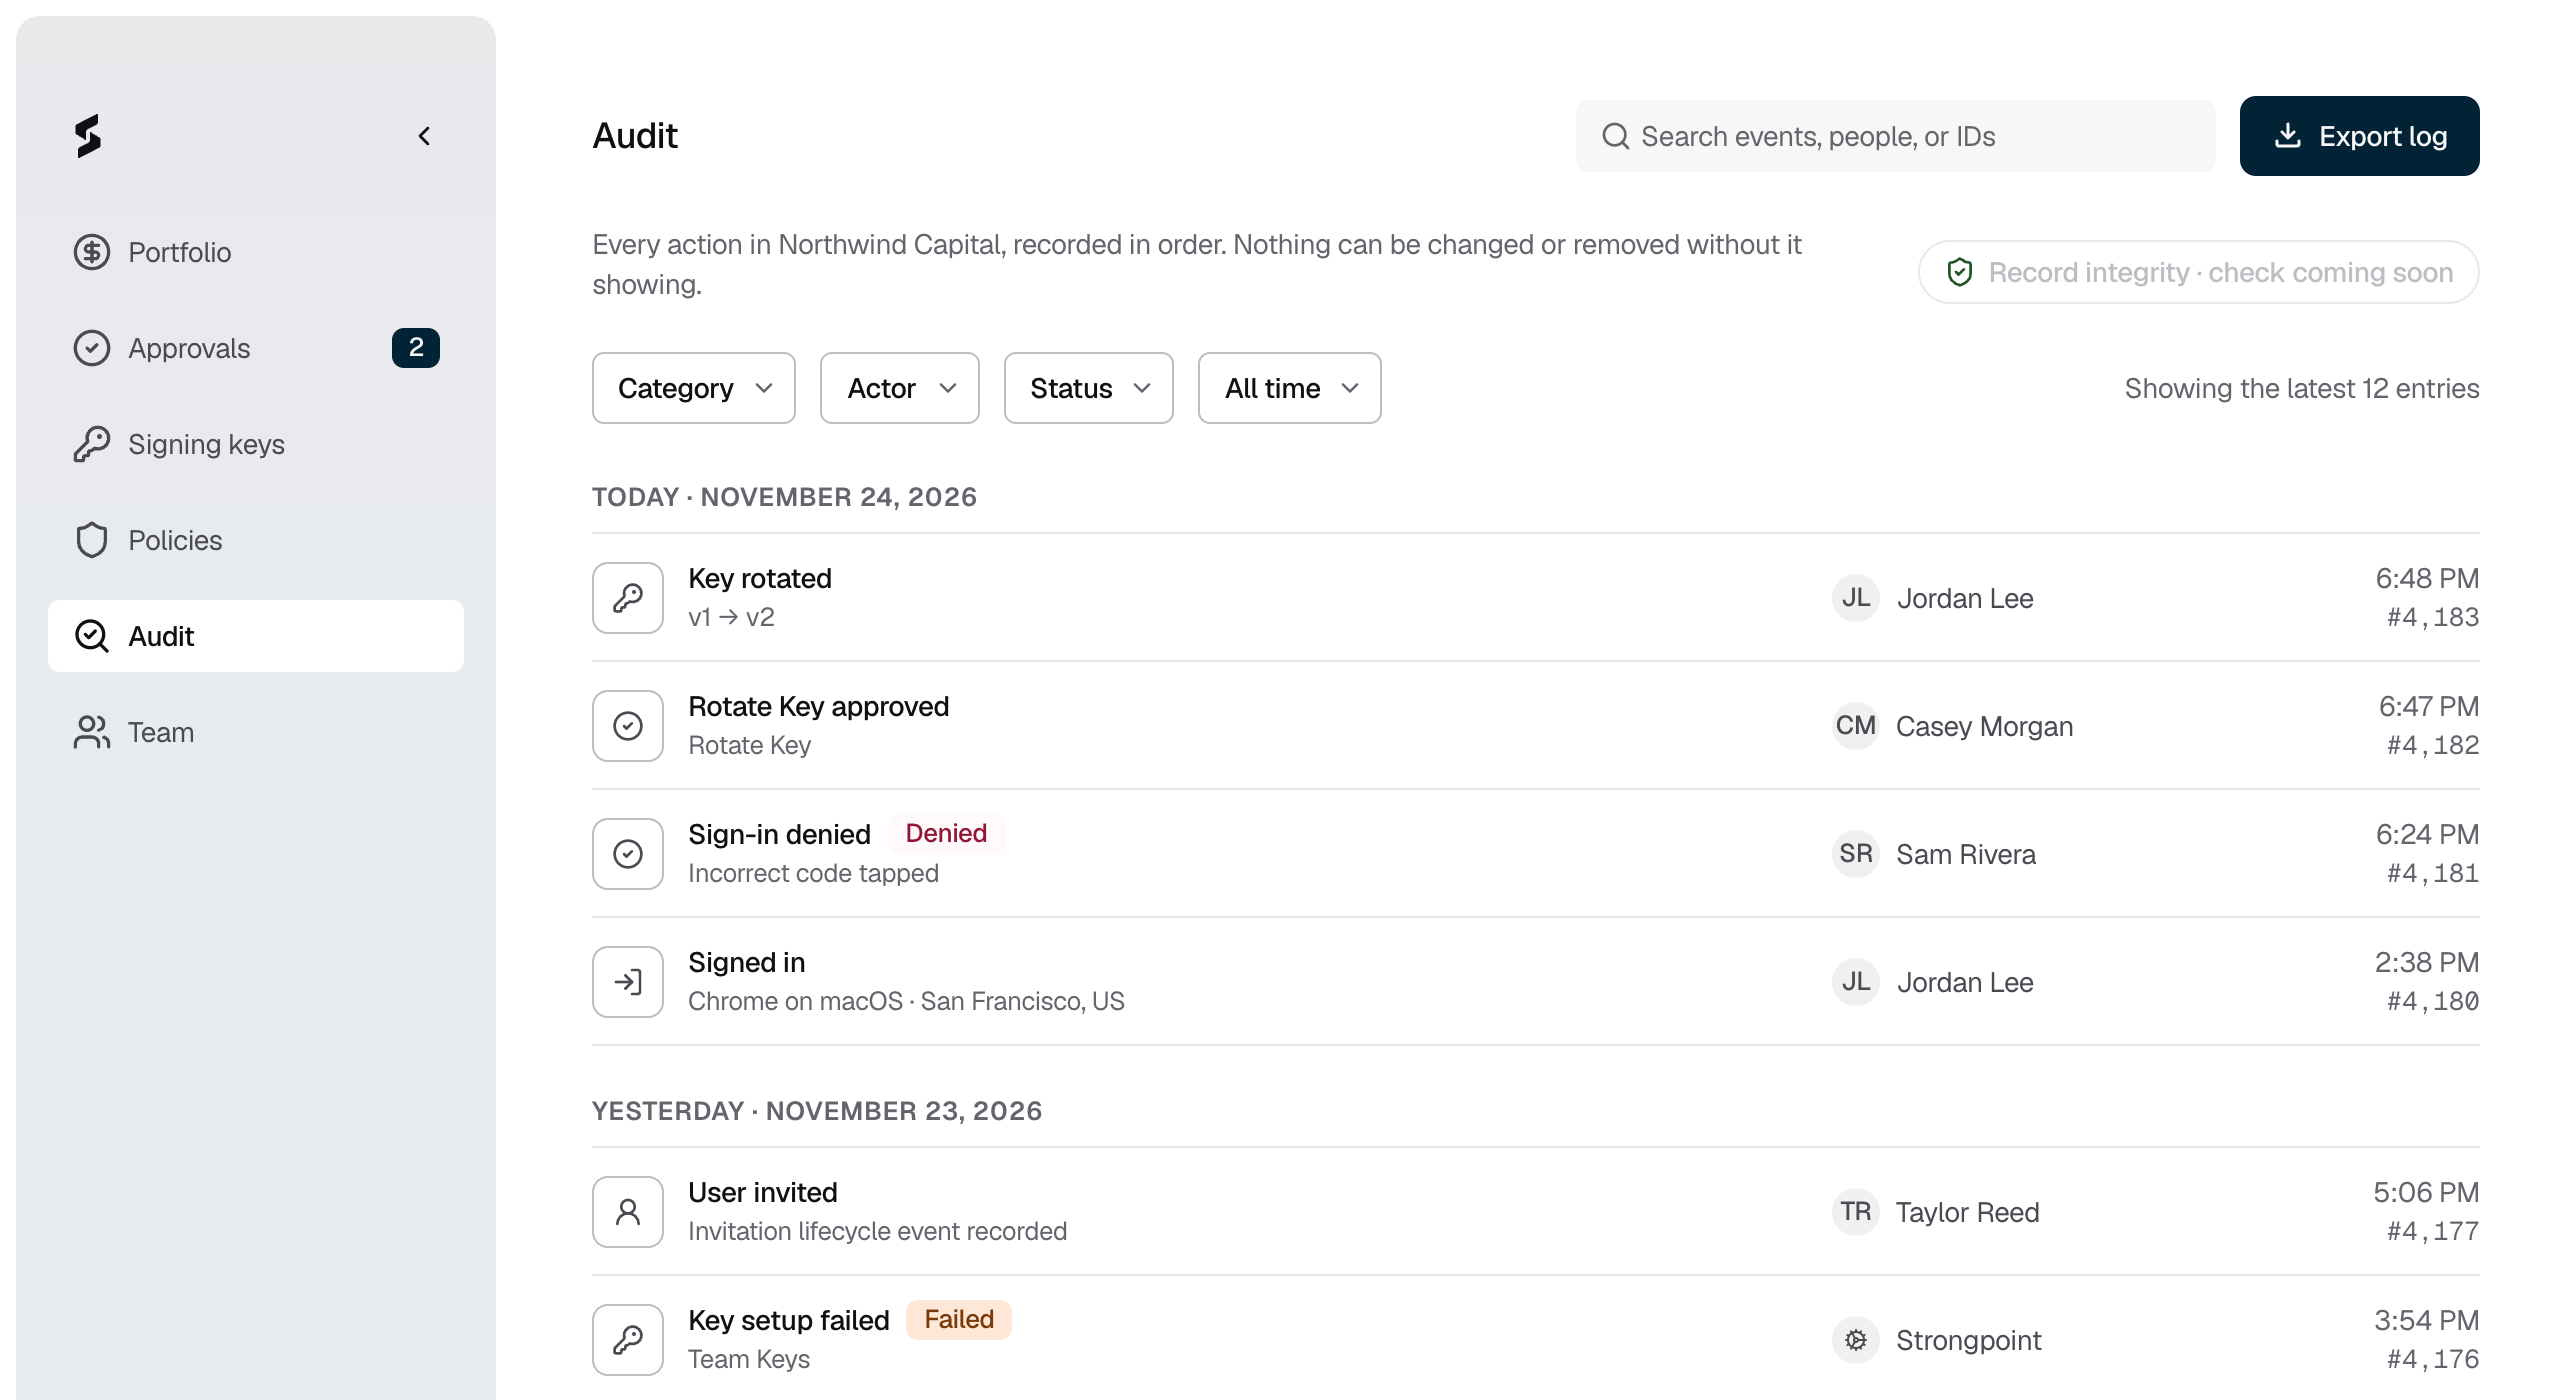 Portfolio
Approvals 2
Signing keys
Policies
Audit
Team
Audit
Search events, people, or IDs
Export log
Every action in Northwind Capital, recorded in order. Nothing can be changed or removed without it
showing.
Record integrity · check coming soon
Category
Actor
Status
All time
Showing the latest 12 entries
TODAY · NOVEMBER 24, 2026
Key rotated
v1 → v2
JL Jordan Lee
6:48 PM
#4,183
Rotate Key approved
Rotate Key
CM Casey Morgan
6:47 PM
#4,182
Sign-in denied Denied
Incorrect code tapped
SR Sam Rivera
6:24 PM
#4,181
Signed in
Chrome on macOS · San Francisco, US
JL Jordan Lee
2:38 PM
#4,180
YESTERDAY · NOVEMBER 23, 2026
User invited
Invitation lifecycle event recorded
TR Taylor Reed
5:06 PM
#4,177
Key setup failed Failed
Team Keys
Strongpoint
3:54 PM
#4,176